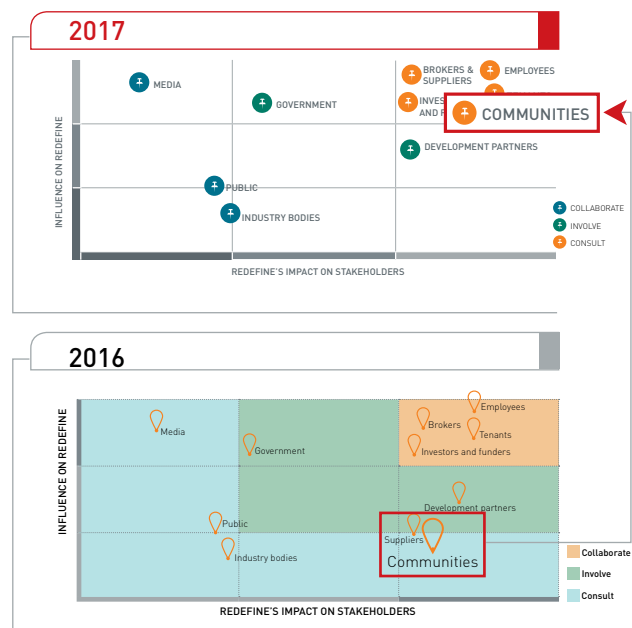 2017
BROKERS &
SUPPLIERS
EMPLOYEES
MEDIA
GOVERNMENT
AND
COMMUNITIES
DEVELOPMENT PARTNERS
PUBLIC
INDUSTRY BODIES
COLLABORATE
INVOLVE
CONSULT
INFLUENCE ON REDEFINE
REDEFINE'S IMPACT ON STAKEHOLDERS
2016
Employees
Brokers
Tenants
Media
Government
Investors and funders
Development partners
Public
Suppliers
Industry bodies
Communities
Collaborate
Involve
Consult
INFLUENCE ON REDEFINE
REDEFINE'S IMPACT ON STAKEHOLDERS